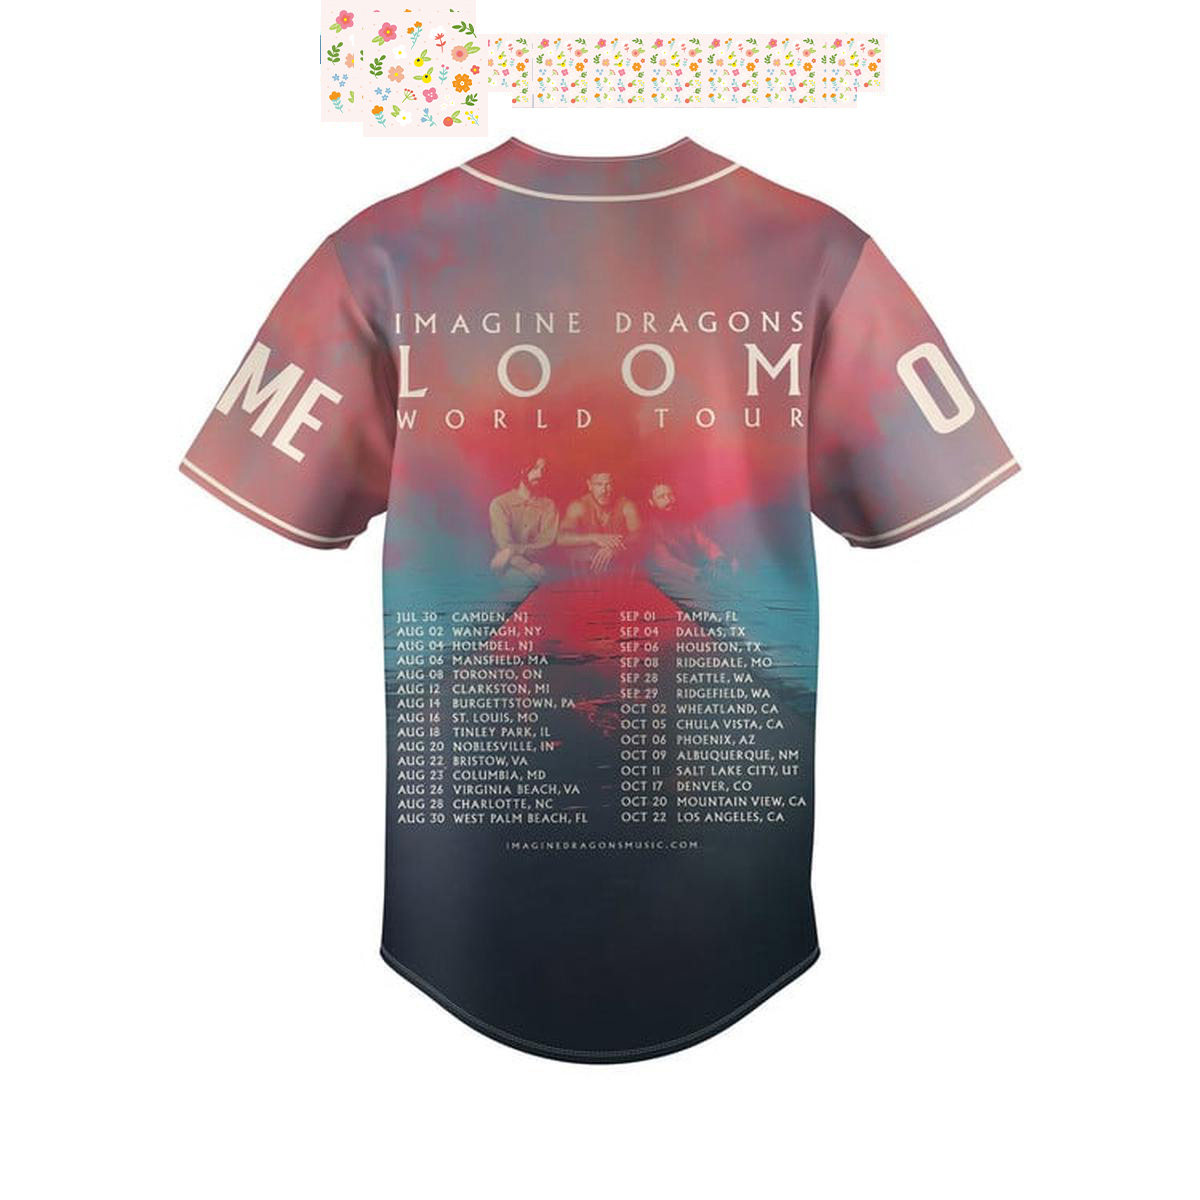 IMAGINE DRAGONS
LOOM
WORLD TOUR
ME
O
JUL 30 CAMDEN, NJ
AUG 02 WANTAGH, NY
AUG 04 HOLMDEL, NJ
AUG 06 MANSFIELD, MA
AUG 08 TORONTO, ON
AUG 12 CLARKSTON, MI
AUG 14 BURGETTSTOWN, PA
AUG 16 ST. LOUIS, MO
AUG 18 TINLEY PARK, IL
AUG 20 NOBLESVILLE, IN
AUG 22 BRISTOW, VA
AUG 23 COLUMBIA, MD
AUG 26 VIRGINIA BEACH, VA
AUG 28 CHARLOTTE, NC
AUG 30 WEST PALM BEACH, FL
SEP 01 TAMPA, FL
SEP 04 DALLAS, TX
SEP 06 HOUSTON, TX
SEP 08 RIDGEDALE, MO
SEP 28 SEATTLE, WA
SEP 29 RIDGEFIELD, WA
OCT 02 WHEATLAND, CA
OCT 05 CHULA VISTA, CA
OCT 06 PHOENIX, AZ
OCT 09 ALBUQUERQUE, NM
OCT 11 SALT LAKE CITY, UT
OCT 17 DENVER, CO
OCT 20 MOUNTAIN VIEW, CA
OCT 22 LOS ANGELES, CA
IMAGINEDRAGONSMUSIC.COM